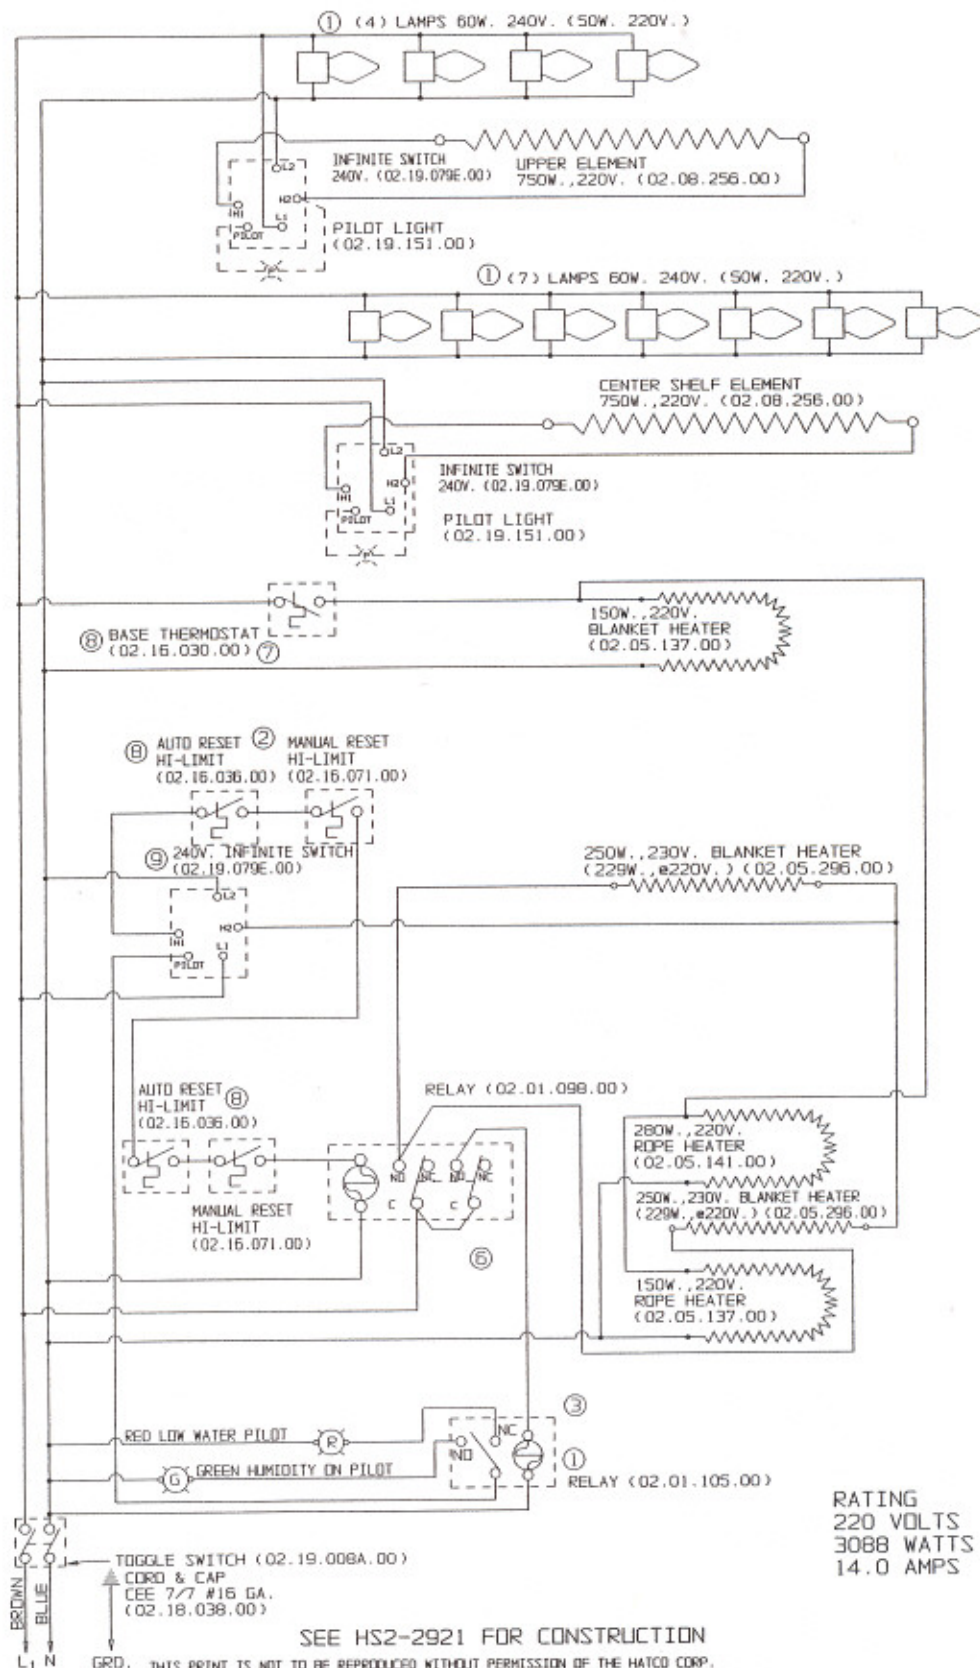 ① (4) LAMPS 60W. 240V. (50W. 220V.)
L2
INFINITE SWITCH
240V. (02.19.079E.00)
UPPER ELEMENT
750W.,220V. (02.08.256.00)
H2
H1
L1
PILOT
PILOT LIGHT
(02.19.151.00)
P
① (7) LAMPS 60W. 240V. (50W. 220V.)
CENTER SHELF ELEMENT
750W.,220V. (02.08.256.00)
L2
INFINITE SWITCH
240V. (02.19.079E.00)
H2
H1
L1
PILOT
PILOT LIGHT
(02.19.151.00)
P
150W.,220V.
BLANKET HEATER
(02.05.137.00)
⑧ BASE THERMOSTAT
(02.16.030.00) ⑦
⑧ AUTO RESET
HI-LIMIT
(02.16.036.00)
② MANUAL RESET
HI-LIMIT
(02.16.071.00)
⑨ 240V. INFINITE SWITCH
(02.19.079E.00)
250W.,230V. BLANKET HEATER
(229W.,@220V.) (02.05.296.00)
L2
H2
H1
L1
PILOT
AUTO RESET
HI-LIMIT ⑧
(02.16.036.00)
RELAY (02.01.098.00)
280W.,220V.
ROPE HEATER
(02.05.141.00)
NO NC NO NC
C C
MANUAL RESET
HI-LIMIT
(02.16.071.00)
250W.,230V. BLANKET HEATER
(229W.,@220V.) (02.05.296.00)
⑥
150W.,220V.
ROPE HEATER
(02.05.137.00)
③
RED LOW WATER PILOT R
NC
NO
①
G GREEN HUMIDITY ON PILOT
RELAY (02.01.105.00)
RATING
220 VOLTS
3088 WATTS
14.0 AMPS
TOGGLE SWITCH (02.19.008A.00)
CORD & CAP
CEE 7/7 #16 GA.
(02.18.038.00)
BROWN
BLUE
SEE HS2-2921 FOR CONSTRUCTION
L1 N GRD. THIS PRINT IS NOT TO BE REPRODUCED WITHOUT PERMISSION OF THE HATCO CORP.